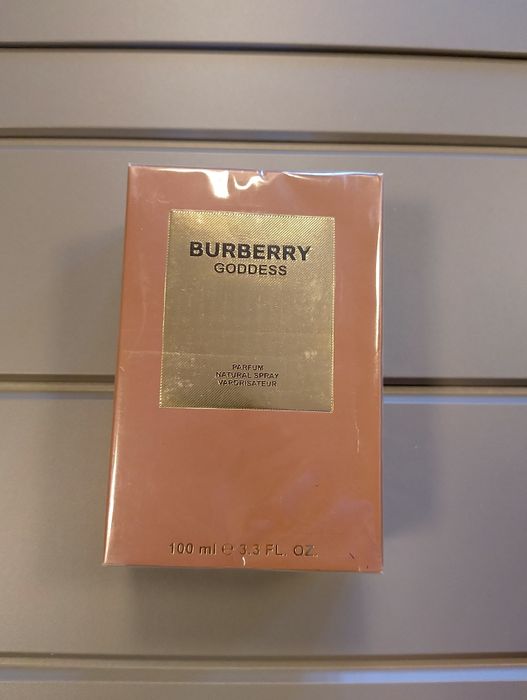 BURBERRY
GODDESS
PARFUM
NATURAL SPRAY
VAPORISATEUR
100 ml ℮ 3.3 FL. OZ.